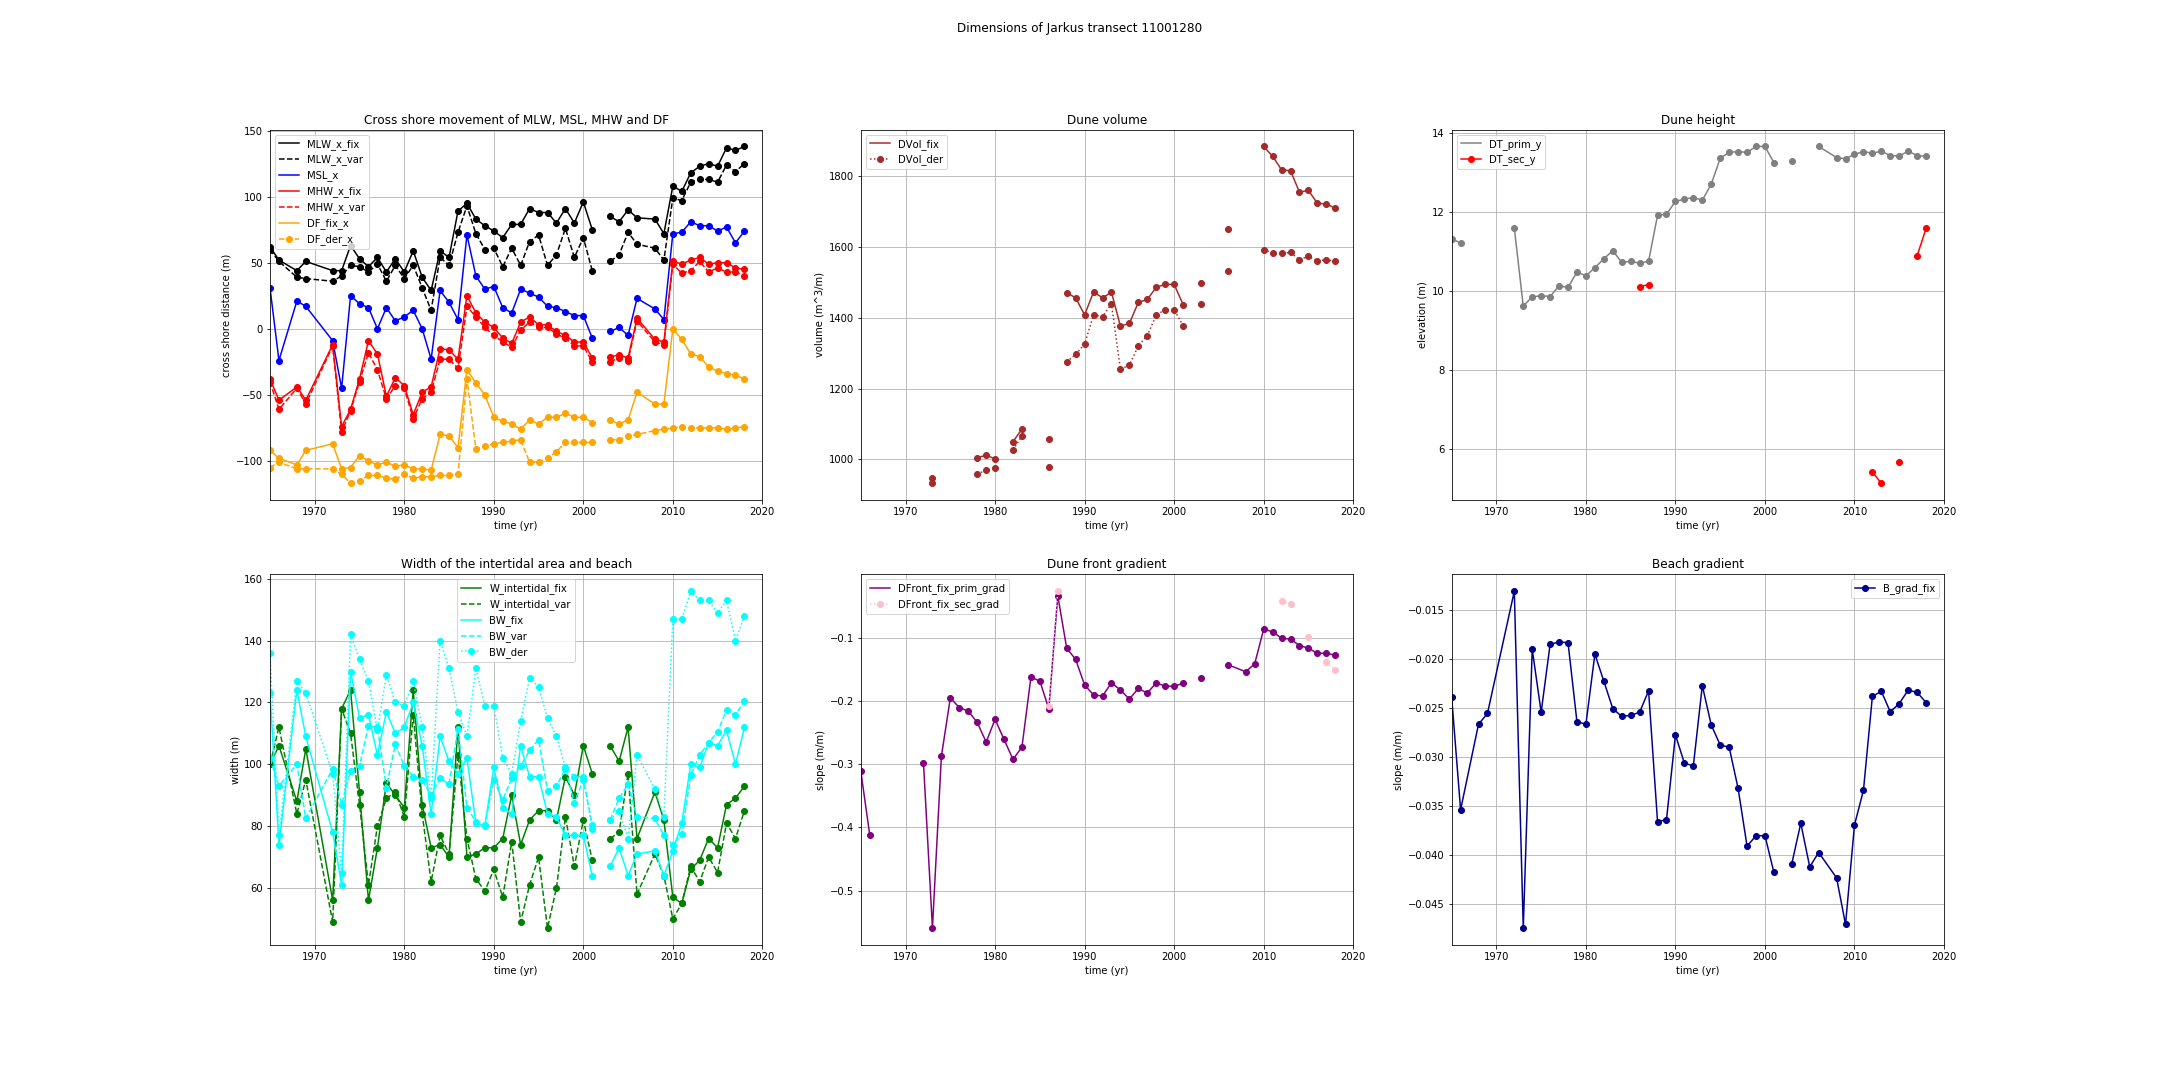 Dimensions of Jarkus transect 11001280
Cross shore movement of MLW, MSL, MHW and DF
cross shore distance (m)
150
100
50
0
−50
−100
MLW_x_fix
MLW_x_var
MSL_x
MHW_x_fix
MHW_x_var
DF_fix_x
DF_der_x
1970 1980 1990 2000 2010 2020
time (yr)
Dune volume
volume (m^3/m)
1800
1600
1400
1200
1000
DVol_fix
DVol_der
1970 1980 1990 2000 2010 2020
time (yr)
Dune height
elevation (m)
14
12
10
8
6
DT_prim_y
DT_sec_y
1970 1980 1990 2000 2010 2020
time (yr)
Width of the intertidal area and beach
width (m)
160
140
120
100
80
60
W_intertidal_fix
W_intertidal_var
BW_fix
BW_var
BW_der
1970 1980 1990 2000 2010 2020
time (yr)
Dune front gradient
slope (m/m)
−0.1
−0.2
−0.3
−0.4
−0.5
DFront_fix_prim_grad
DFront_fix_sec_grad
1970 1980 1990 2000 2010 2020
time (yr)
Beach gradient
slope (m/m)
−0.015
−0.020
−0.025
−0.030
−0.035
−0.040
−0.045
B_grad_fix
1970 1980 1990 2000 2010 2020
time (yr)